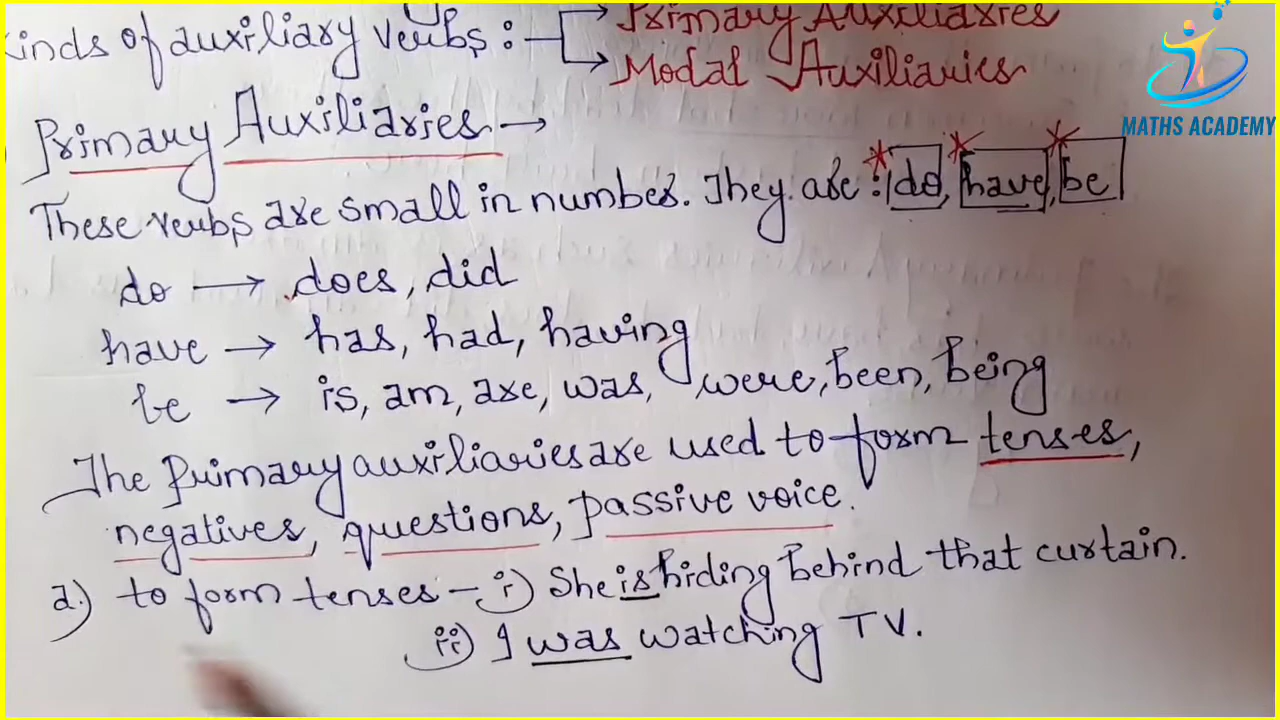 kinds of auxiliary verbs : Primary Auxiliaries
Modal Auxiliaries
MATHS ACADEMY
Primary Auxiliaries →
These verbs are small in number. They are : do, have, be
do → does, did
have → has, had, having
be → is, am, are, was, were, been, being
The primary auxiliaries are used to form tenses,
negatives, questions, passive voice.
a.) to form tenses - i) She is hiding behind that curtain.
ii) I was watching TV.